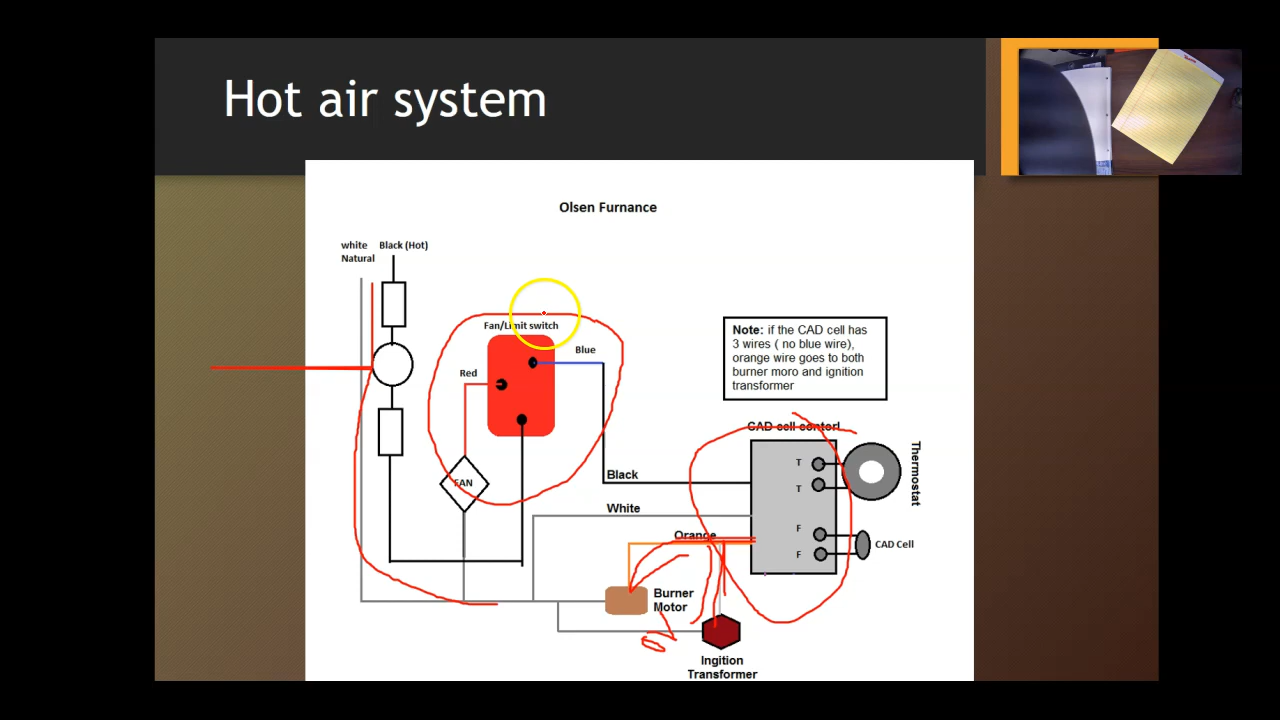 Hot air system
Olsen Furnance
white Black (Hot)
Natural
Fan/Limit switch
Blue
Red
Note: if the CAD cell has
3 wires ( no blue wire),
orange wire goes to both
burner moro and ignition
transformer
CAD cell conterl
Thermostat
T
T
FAN
Black
White
Orange
F
F
CAD Cell
Burner
Motor
Ingition
Transformer